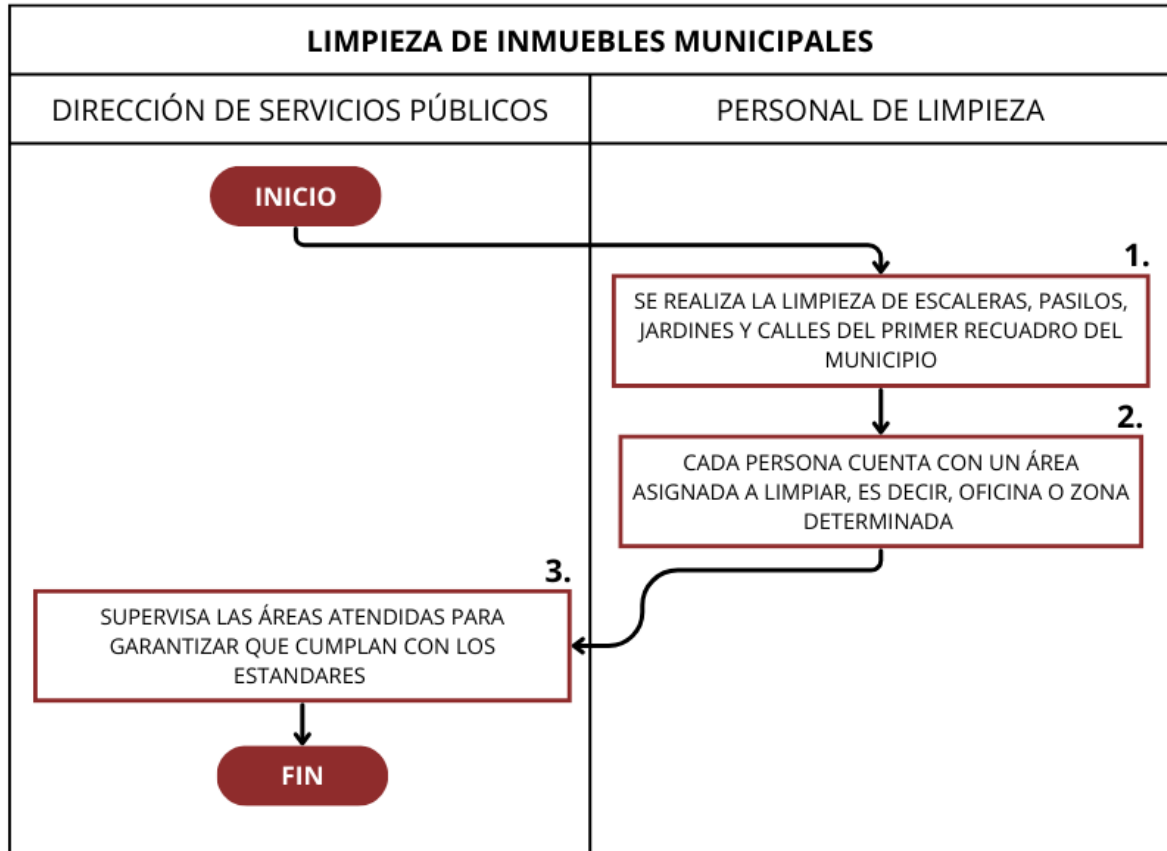 LIMPIEZA DE INMUEBLES MUNICIPALES
DIRECCIÓN DE SERVICIOS PÚBLICOS
PERSONAL DE LIMPIEZA
INICIO
1.
SE REALIZA LA LIMPIEZA DE ESCALERAS, PASILOS,
JARDINES Y CALLES DEL PRIMER RECUADRO DEL
MUNICIPIO
2.
CADA PERSONA CUENTA CON UN ÁREA
ASIGNADA A LIMPIAR, ES DECIR, OFICINA O ZONA
DETERMINADA
3.
SUPERVISA LAS ÁREAS ATENDIDAS PARA
GARANTIZAR QUE CUMPLAN CON LOS
ESTANDARES
FIN